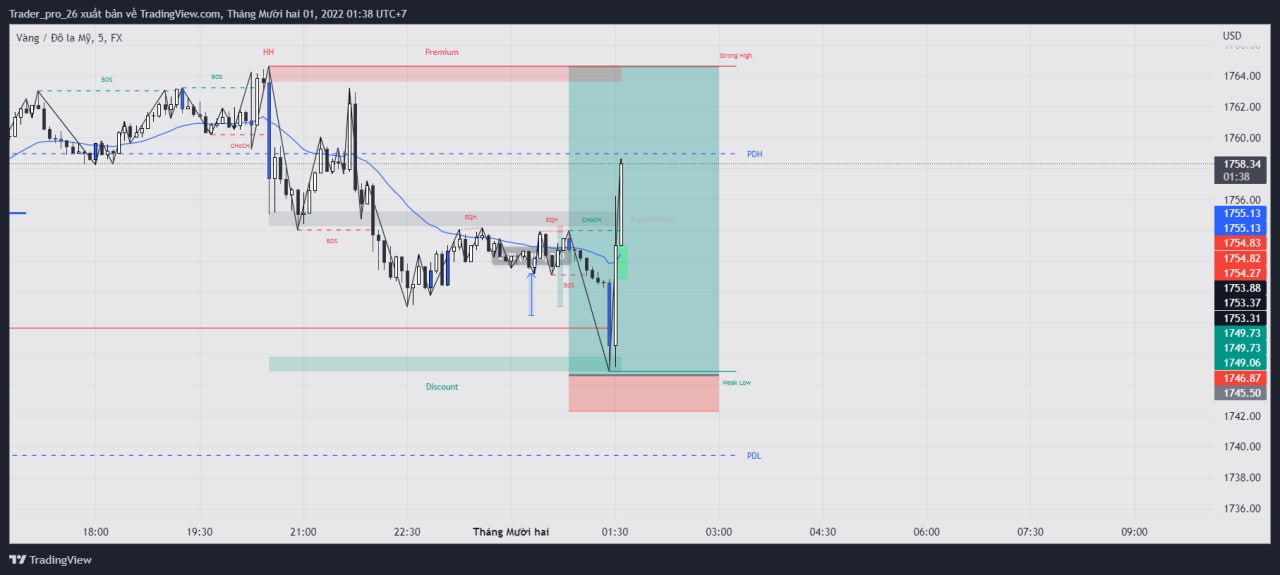 Trader_pro_26 xuất bản về TradingView.com, Tháng Mười hai 01, 2022 01:38 UTC+7
Vàng / Đô la Mỹ, 5, FX
USD
HH
Premium
Strong High
BOS
BOS
1764.00
1762.00
CHoCH
1760.00
PDH
1758.34
01:38
1756.00
1755.13
1755.13
EQH
EQH
CHoCH
Equilibrium
BOS
1754.83
1754.82
1754.27
BOS
1753.88
1753.37
1753.31
1749.73
1749.73
1749.06
Discount
Weak Low
1746.87
1745.50
1742.00
1740.00
PDL
1738.00
1736.00
18:00
19:30
21:00
22:30
Tháng Mười hai
01:30
03:00
04:30
06:00
07:30
09:00
TradingView